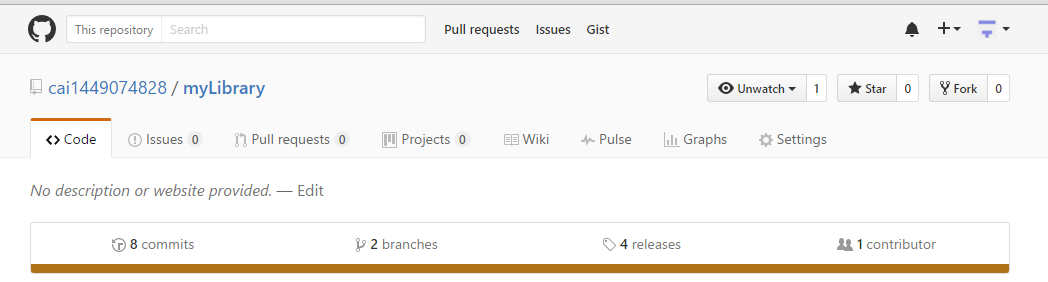 This repository Search Pull requests Issues Gist
cai1449074828 / myLibrary Unwatch 1 Star 0 Fork 0
Code Issues 0 Pull requests 0 Projects 0 Wiki Pulse Graphs Settings
No description or website provided. — Edit
8 commits 2 branches 4 releases 1 contributor